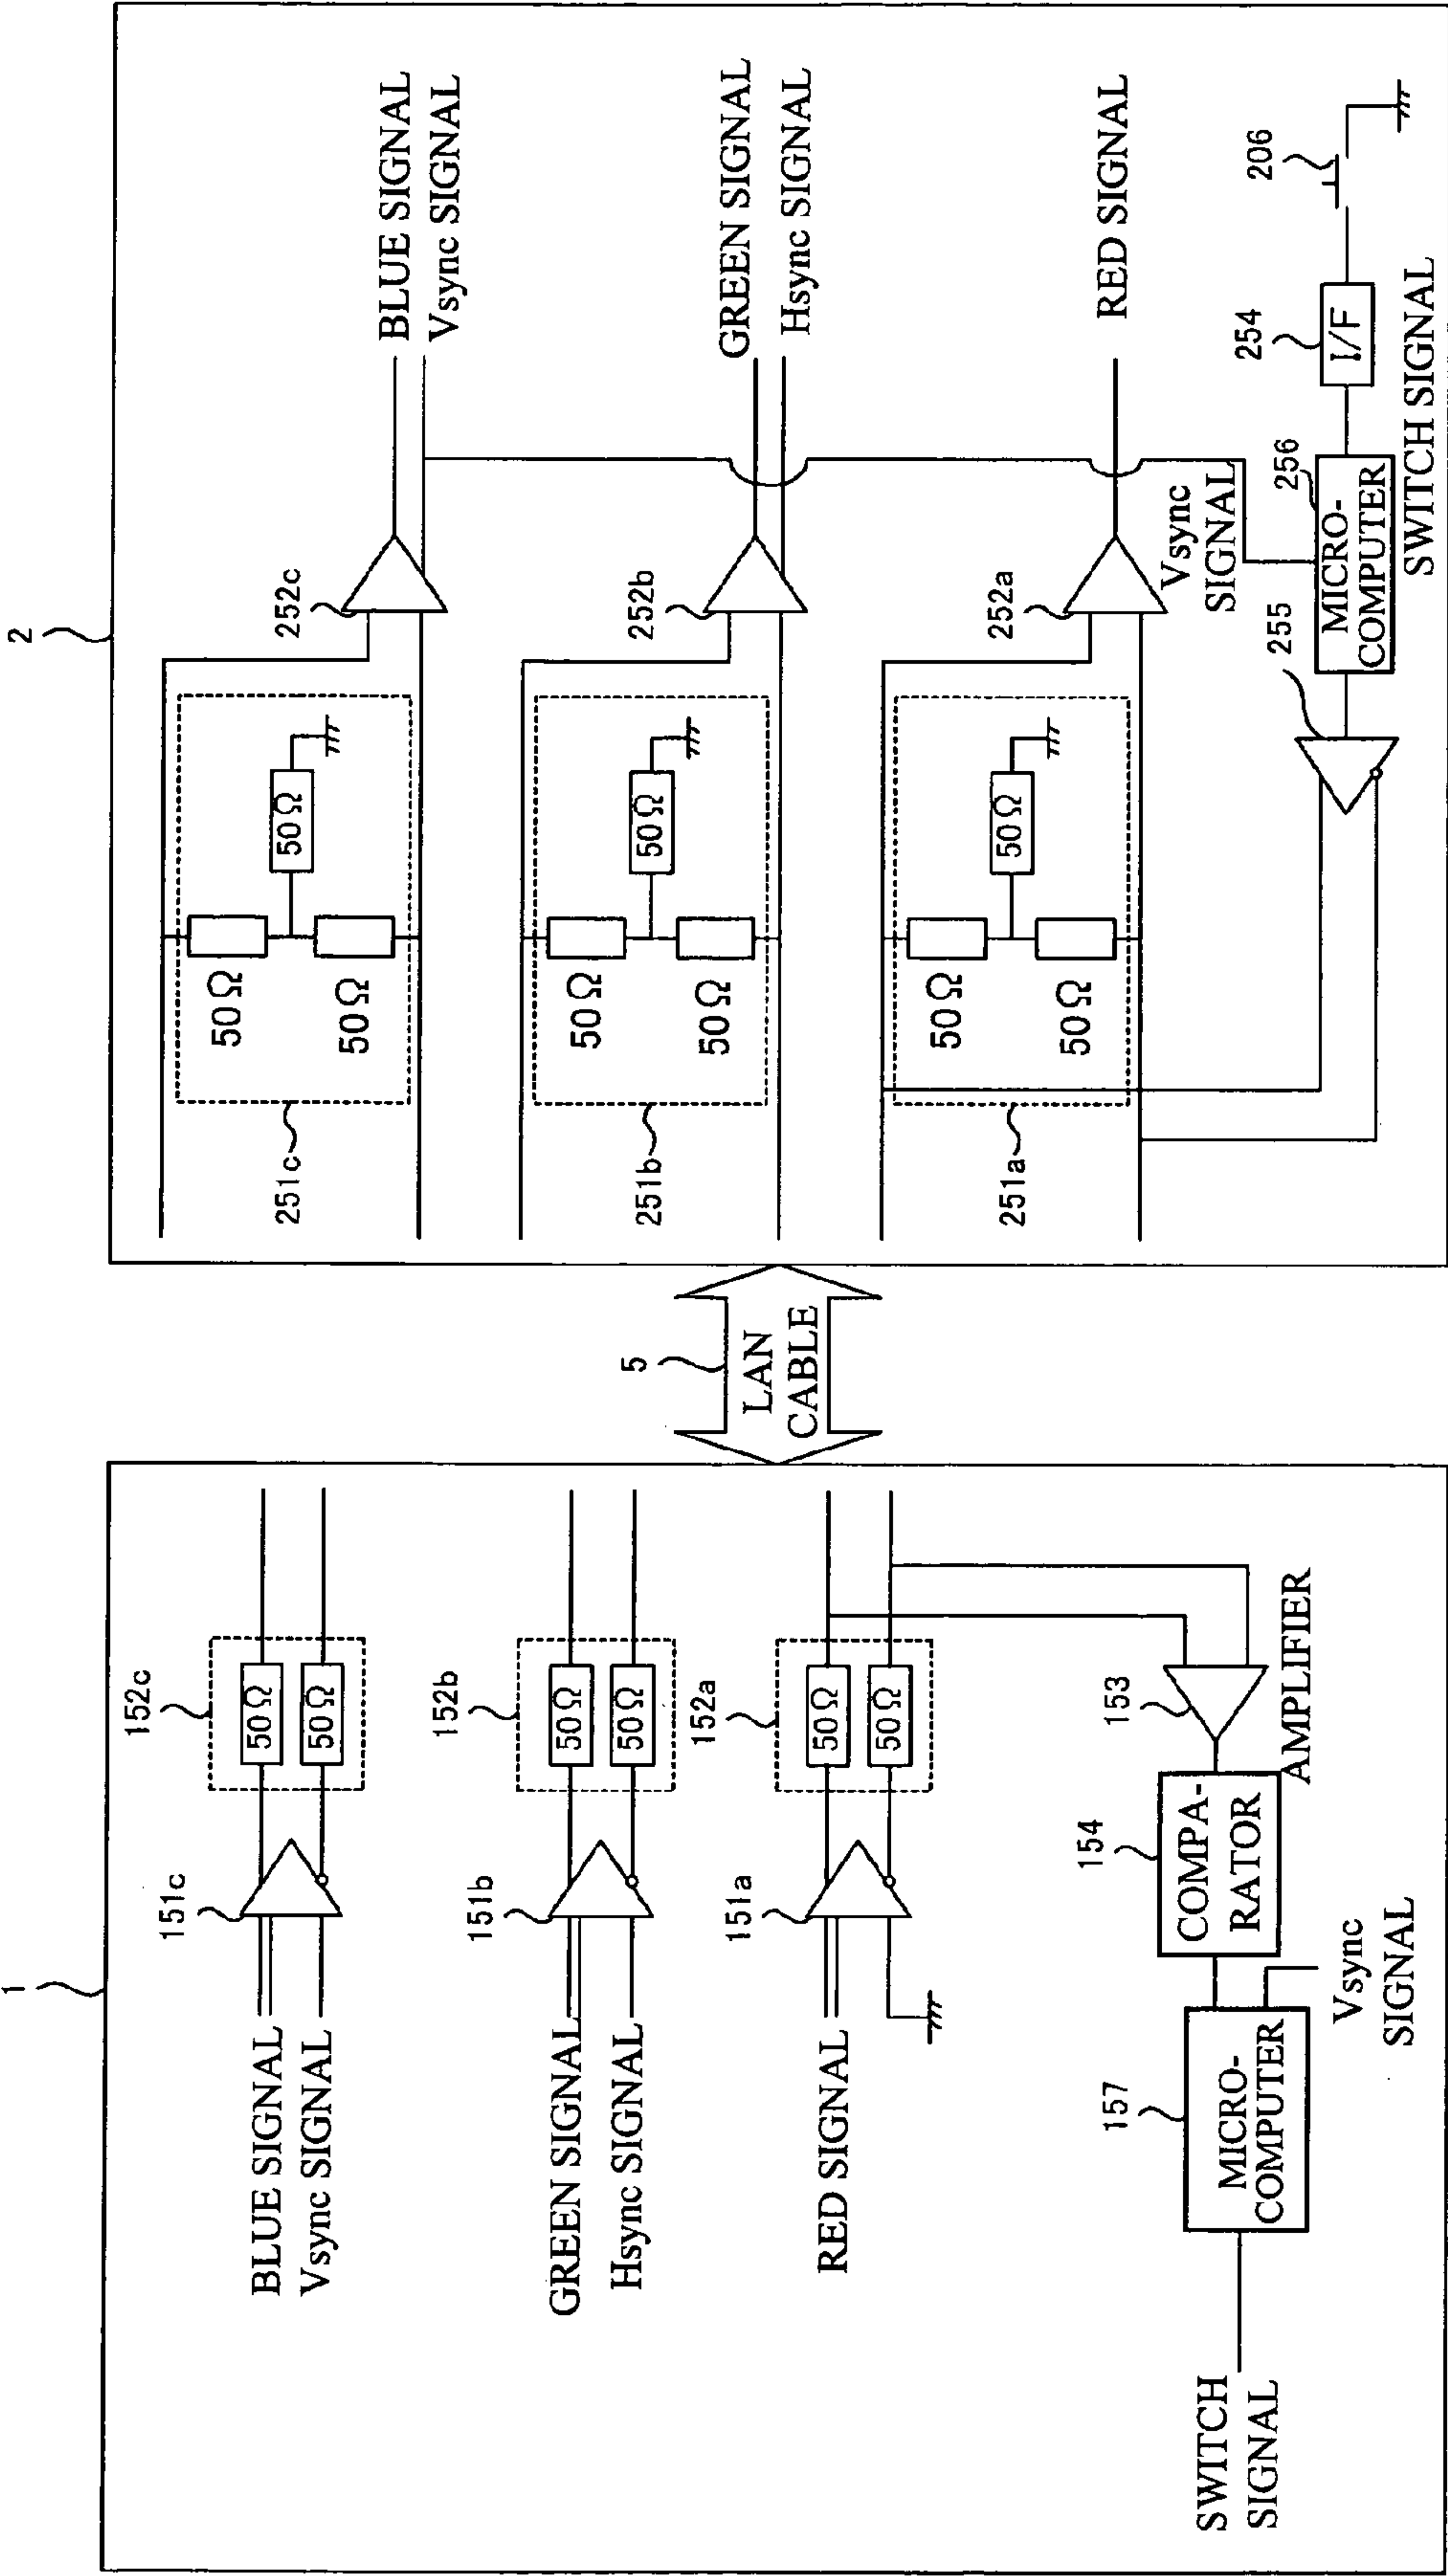 1
BLUE SIGNAL
Vsync SIGNAL
151c
152c
50Ω
50Ω
GREEN SIGNAL
Hsync SIGNAL
151b
152b
50Ω
50Ω
RED SIGNAL
151a
152a
50Ω
50Ω
SWITCH
SIGNAL
157
MICRO-
COMPUTER
154
COMPA-
RATOR
153
AMPLIFIER
Vsync
SIGNAL
5
LAN
CABLE
2
251c
50Ω
50Ω
50Ω
252c
BLUE SIGNAL
Vsync SIGNAL
251b
50Ω
50Ω
50Ω
252b
GREEN SIGNAL
Hsync SIGNAL
251a
50Ω
50Ω
50Ω
252a
RED SIGNAL
Vsync
SIGNAL
255
256
MICRO-
COMPUTER
254
I/F
206
SWITCH SIGNAL